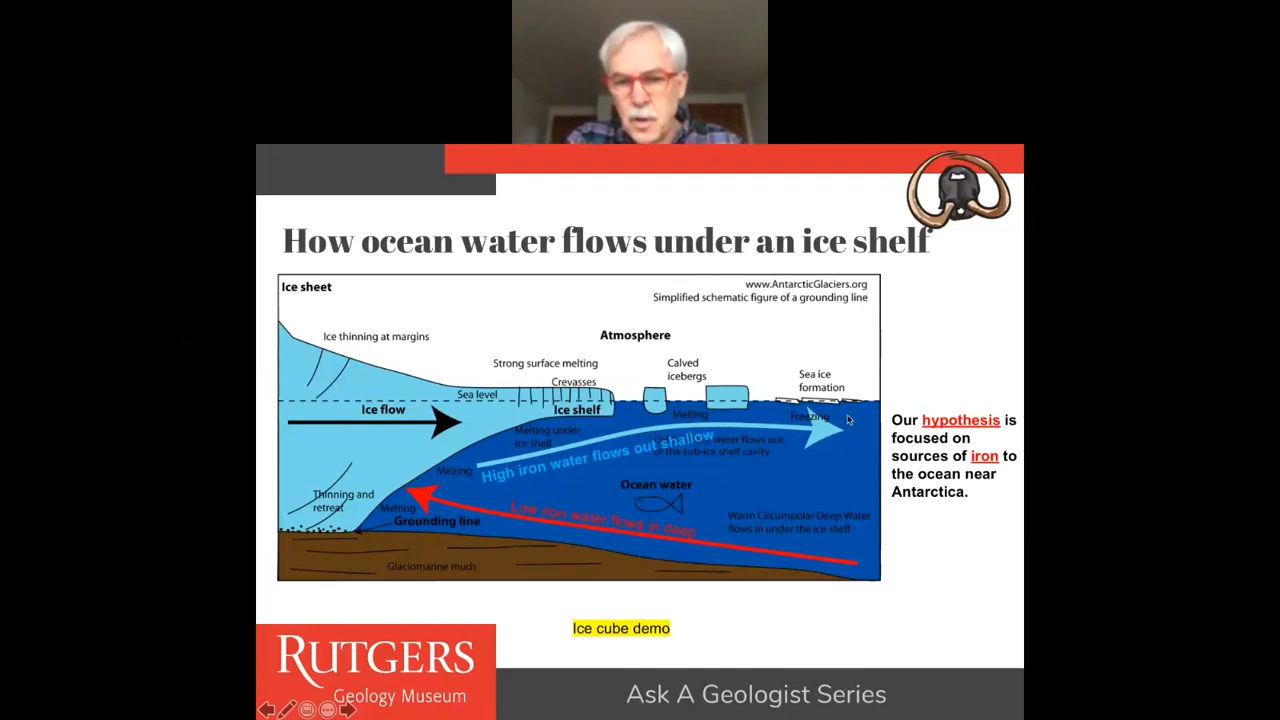 How ocean water flows under an ice shelf
Ice sheet
www.AntarcticGlaciers.org
Simplified schematic figure of a grounding line
Ice thinning at margins
Atmosphere
Strong surface melting
Calved
icebergs
Crevasses
Sea ice
formation
Sea level
Ice flow
Ice shelf
Melting
Freezing
Melting under
ice shelf
water flows out
of the sub-ice shelf cavity
High iron water flows out shallow
Melting
Ocean water
Thinning and
retreat
Melting
Low iron water flows in deep
Grounding line
Warm Circumpolar Deep Water
flows in under the ice shelf
Glaciomarine muds
Our hypothesis is
focused on
sources of iron to
the ocean near
Antarctica.
Ice cube demo
RUTGERS
Geology Museum
Ask A Geologist Series